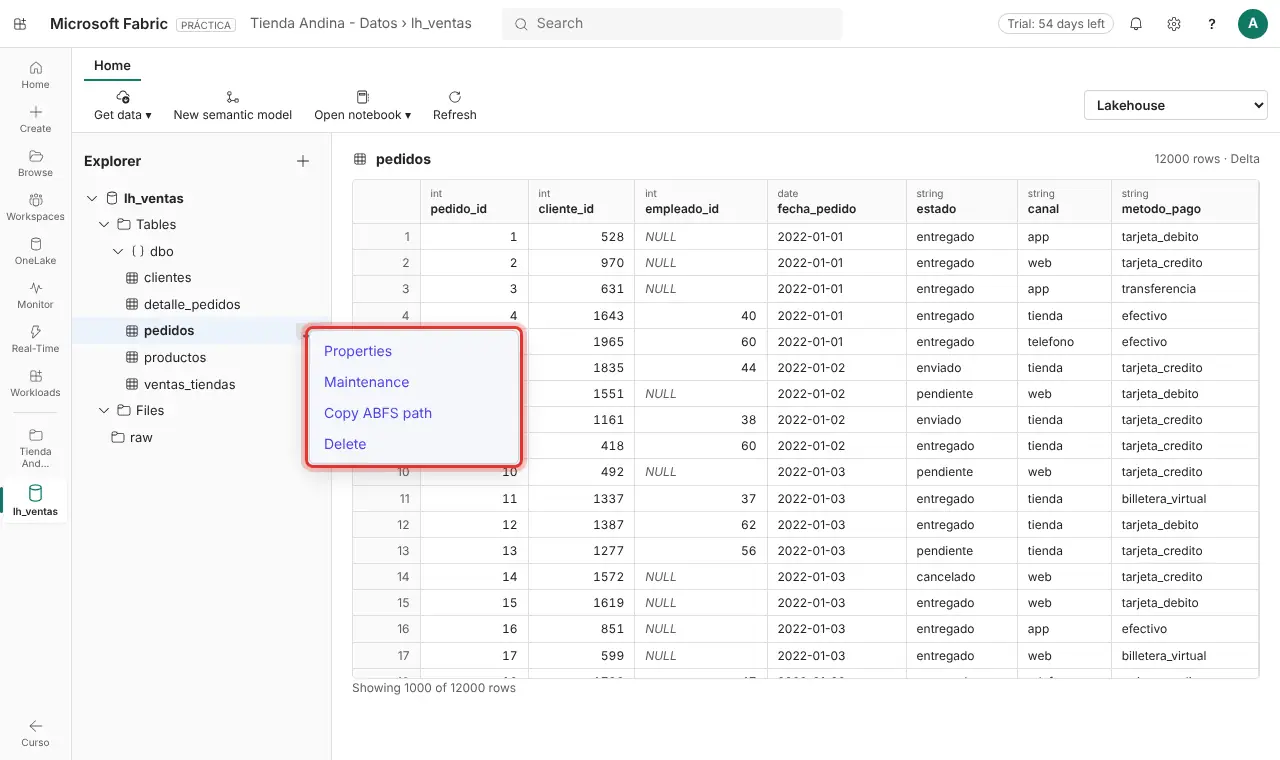 Microsoft Fabric PRÁCTICA Tienda Andina - Datos › lh_ventas Search Trial: 54 days left ? A
Home
Create
Browse
Workspaces
OneLake
Monitor
Real-Time
Workloads
Tienda
And...
lh_ventas
Curso
Home
Get data ▾ New semantic model Open notebook ▾ Refresh Lakehouse
Explorer
lh_ventas
Tables
dbo
clientes
detalle_pedidos
pedidos
productos
ventas_tiendas
Files
raw
Properties
Maintenance
Copy ABFS path
Delete
pedidos 12000 rows · Delta
int int int date string string string
pedido_id cliente_id empleado_id fecha_pedido estado canal metodo_pago
1 1 528 NULL 2022-01-01 entregado app tarjeta_debito
2 2 970 NULL 2022-01-01 entregado web tarjeta_credito
3 3 631 NULL 2022-01-01 entregado app transferencia
4 4 1643 40 2022-01-01 entregado tienda efectivo
1965 60 2022-01-01 entregado telefono efectivo
1835 44 2022-01-02 enviado tienda tarjeta_credito
1551 NULL 2022-01-02 pendiente web tarjeta_debito
1161 38 2022-01-02 enviado tienda tarjeta_credito
418 60 2022-01-02 entregado tienda tarjeta_credito
10 10 492 NULL 2022-01-03 pendiente web tarjeta_credito
11 11 1337 37 2022-01-03 entregado tienda billetera_virtual
12 12 1387 62 2022-01-03 entregado tienda tarjeta_debito
13 13 1277 56 2022-01-03 pendiente tienda tarjeta_credito
14 14 1572 NULL 2022-01-03 cancelado web tarjeta_credito
15 15 1619 NULL 2022-01-03 entregado web tarjeta_debito
16 16 851 NULL 2022-01-03 entregado app efectivo
17 17 599 NULL 2022-01-03 entregado web billetera_virtual
Showing 1000 of 12000 rows